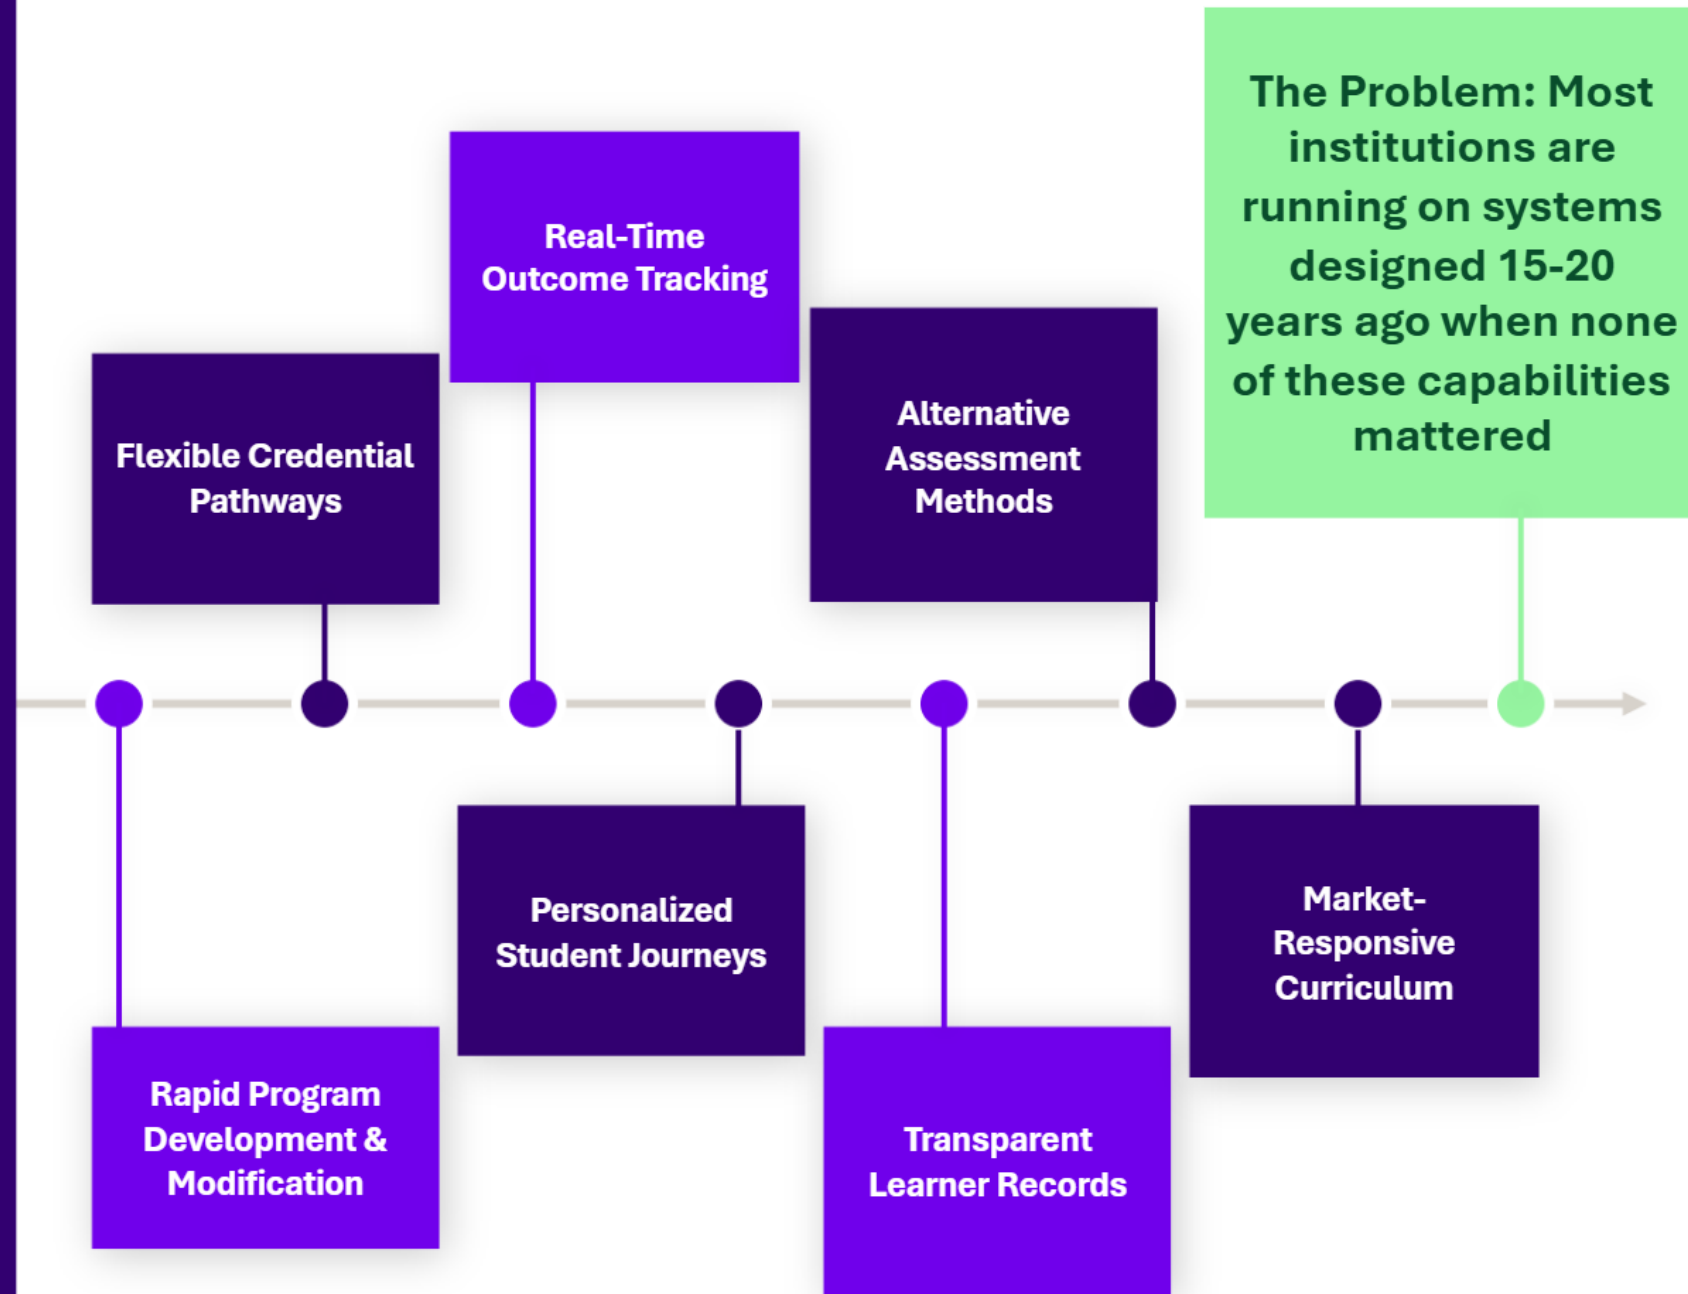 The Problem: Most
institutions are
running on systems
designed 15-20
years ago when none
of these capabilities
mattered
Real-Time
Outcome Tracking
Alternative
Assessment
Methods
Flexible Credential
Pathways
Personalized
Student Journeys
Market-
Responsive
Curriculum
Rapid Program
Development &
Modification
Transparent
Learner Records